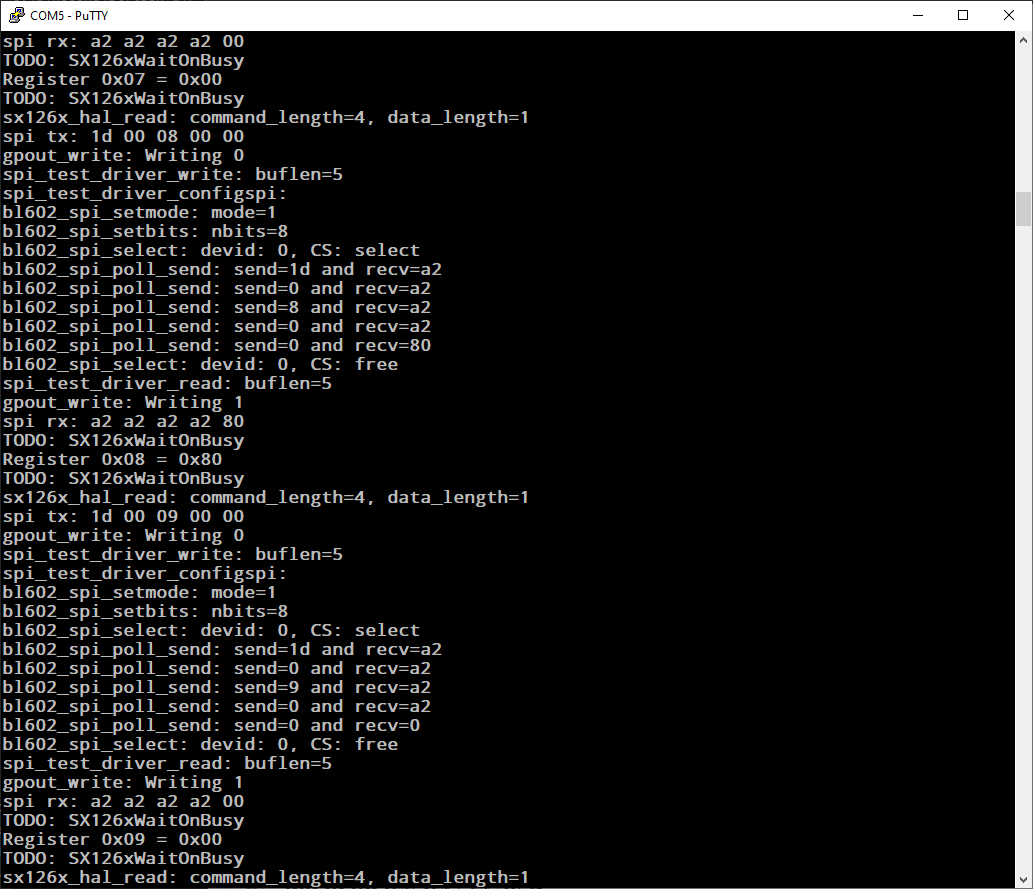 COM5 - PuTTY
spi rx: a2 a2 a2 a2 00
TODO: SX126xWaitOnBusy
Register 0x07 = 0x00
TODO: SX126xWaitOnBusy
sx126x_hal_read: command_length=4, data_length=1
spi tx: 1d 00 08 00 00
gpout_write: Writing 0
spi_test_driver_write: buflen=5
spi_test_driver_configspi:
bl602_spi_setmode: mode=1
bl602_spi_setbits: nbits=8
bl602_spi_select: devid: 0, CS: select
bl602_spi_poll_send: send=1d and recv=a2
bl602_spi_poll_send: send=0 and recv=a2
bl602_spi_poll_send: send=8 and recv=a2
bl602_spi_poll_send: send=0 and recv=a2
bl602_spi_poll_send: send=0 and recv=80
bl602_spi_select: devid: 0, CS: free
spi_test_driver_read: buflen=5
gpout_write: Writing 1
spi rx: a2 a2 a2 a2 80
TODO: SX126xWaitOnBusy
Register 0x08 = 0x80
TODO: SX126xWaitOnBusy
sx126x_hal_read: command_length=4, data_length=1
spi tx: 1d 00 09 00 00
gpout_write: Writing 0
spi_test_driver_write: buflen=5
spi_test_driver_configspi:
bl602_spi_setmode: mode=1
bl602_spi_setbits: nbits=8
bl602_spi_select: devid: 0, CS: select
bl602_spi_poll_send: send=1d and recv=a2
bl602_spi_poll_send: send=0 and recv=a2
bl602_spi_poll_send: send=9 and recv=a2
bl602_spi_poll_send: send=0 and recv=a2
bl602_spi_poll_send: send=0 and recv=0
bl602_spi_select: devid: 0, CS: free
spi_test_driver_read: buflen=5
gpout_write: Writing 1
spi rx: a2 a2 a2 a2 00
TODO: SX126xWaitOnBusy
Register 0x09 = 0x00
TODO: SX126xWaitOnBusy
sx126x_hal_read: command_length=4, data_length=1